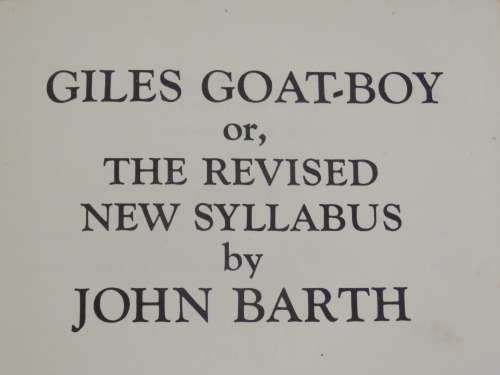 GILES GOAT-BOY
or,
THE REVISED
NEW SYLLABUS
by
JOHN BARTH